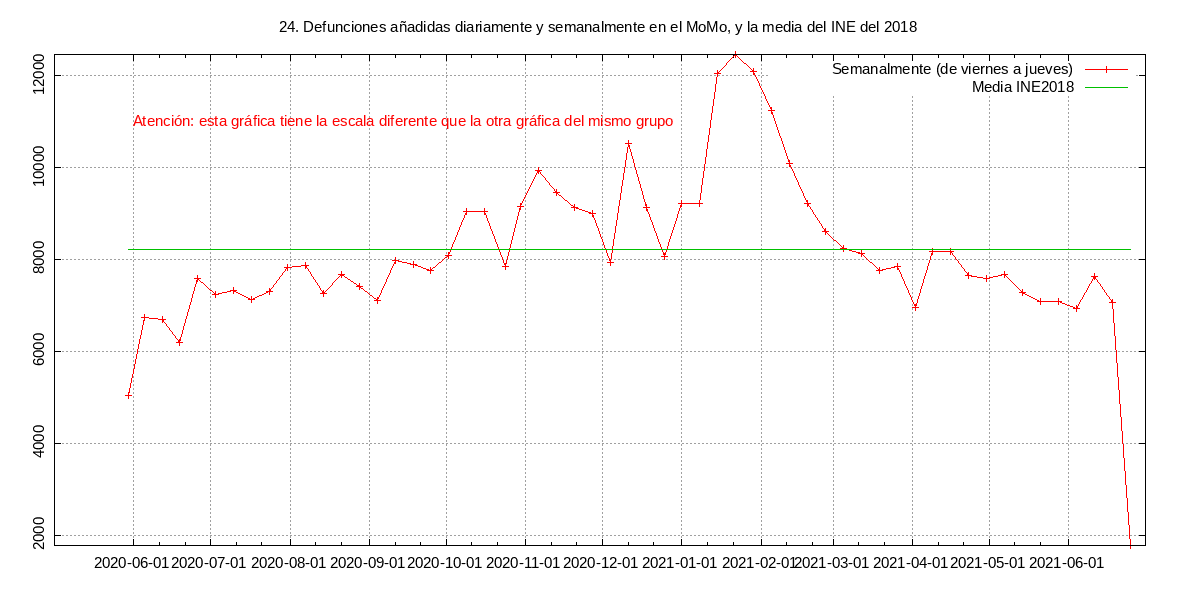 24. Defunciones añadidas diariamente y semanalmente en el MoMo, y la media del INE del 2018
Semanalmente (de viernes a jueves)
Media INE2018
Atención: esta gráfica tiene la escala diferente que la otra gráfica del mismo grupo
12000
10000
8000
6000
4000
2000
2020-06-01 2020-07-01 2020-08-01 2020-09-01 2020-10-01 2020-11-01 2020-12-01 2021-01-01 2021-02-01 2021-03-01 2021-04-01 2021-05-01 2021-06-01